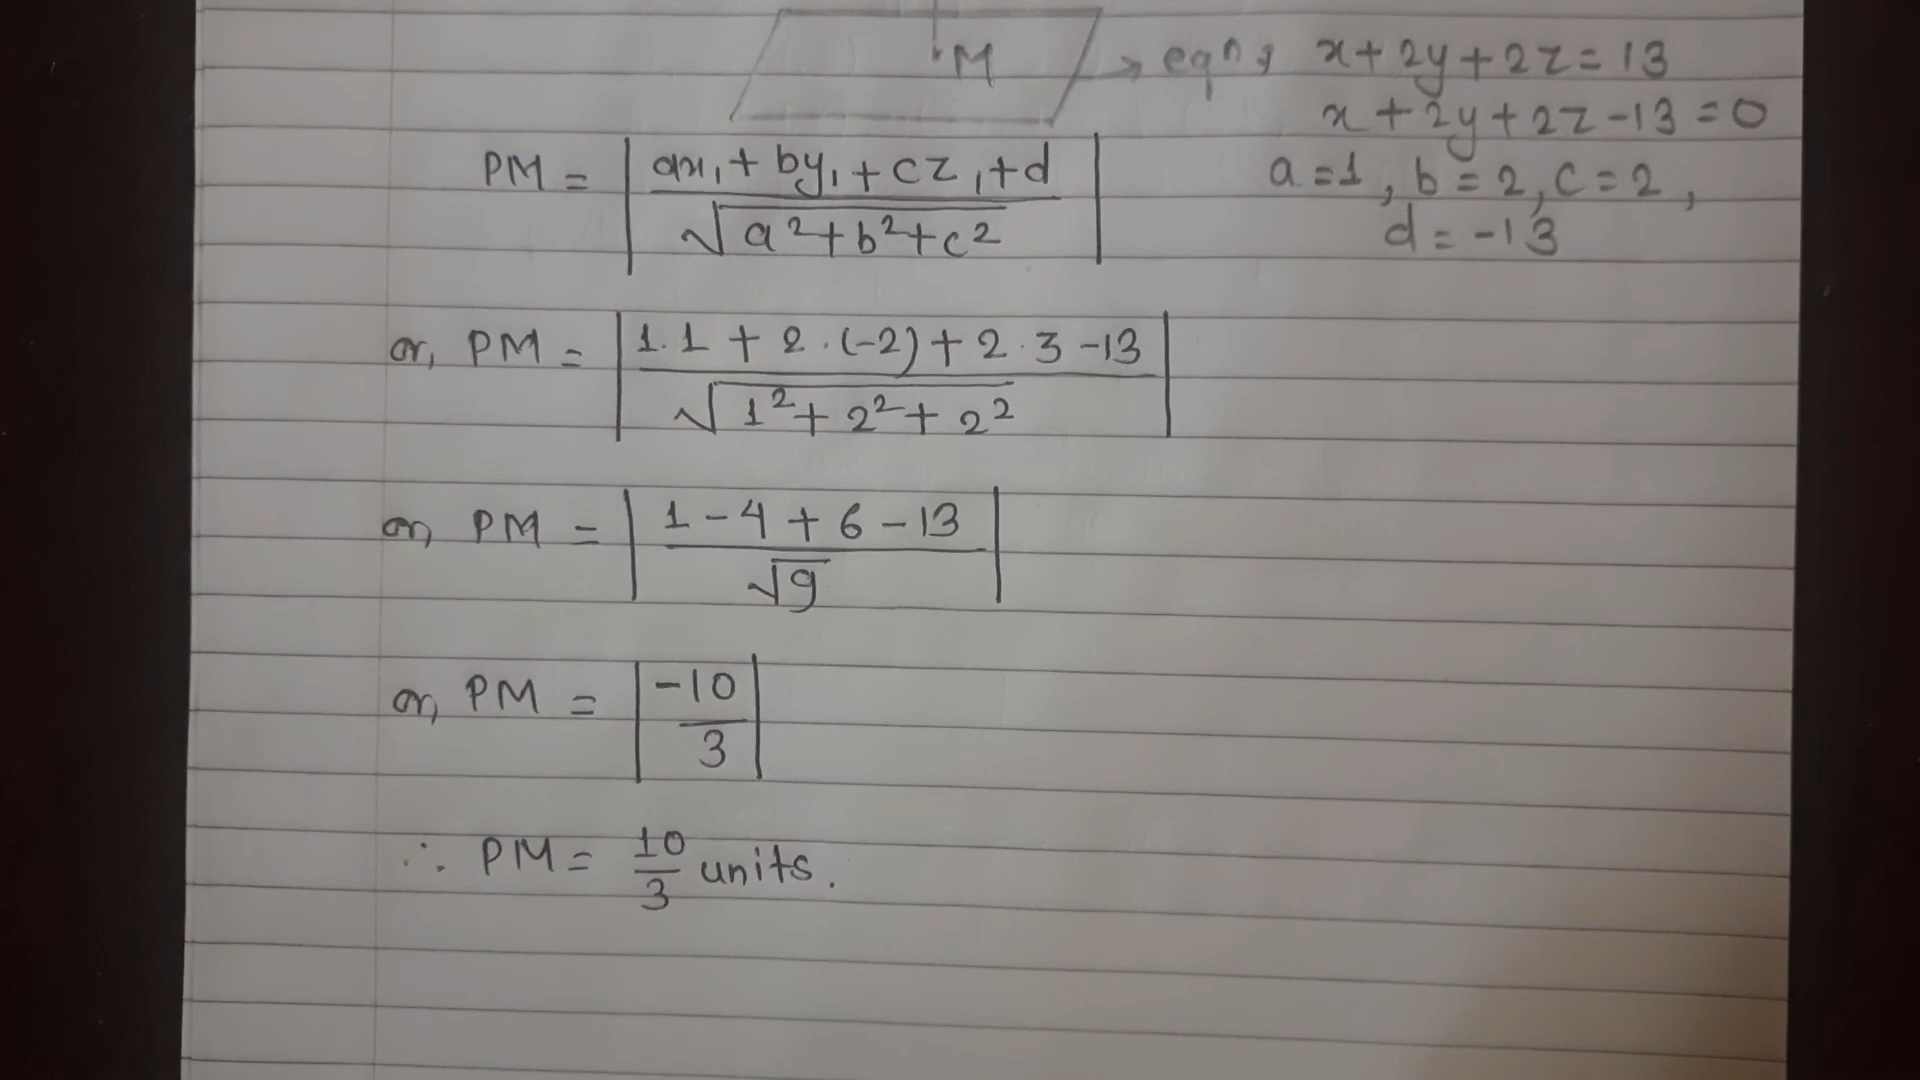 M → eqn, x + 2y + 2z = 13
x + 2y + 2z - 13 = 0
PM = | ax₁ + by₁ + cz₁ + d / √a² + b² + c² |
a = 1, b = 2, c = 2,
d = -13
or, PM = | 1.1 + 2.(-2) + 2.3 - 13 / √1² + 2² + 2² |
or, PM = | 1 - 4 + 6 - 13 / √9 |
or, PM = | -10 / 3 |
∴ PM = 10/3 units.